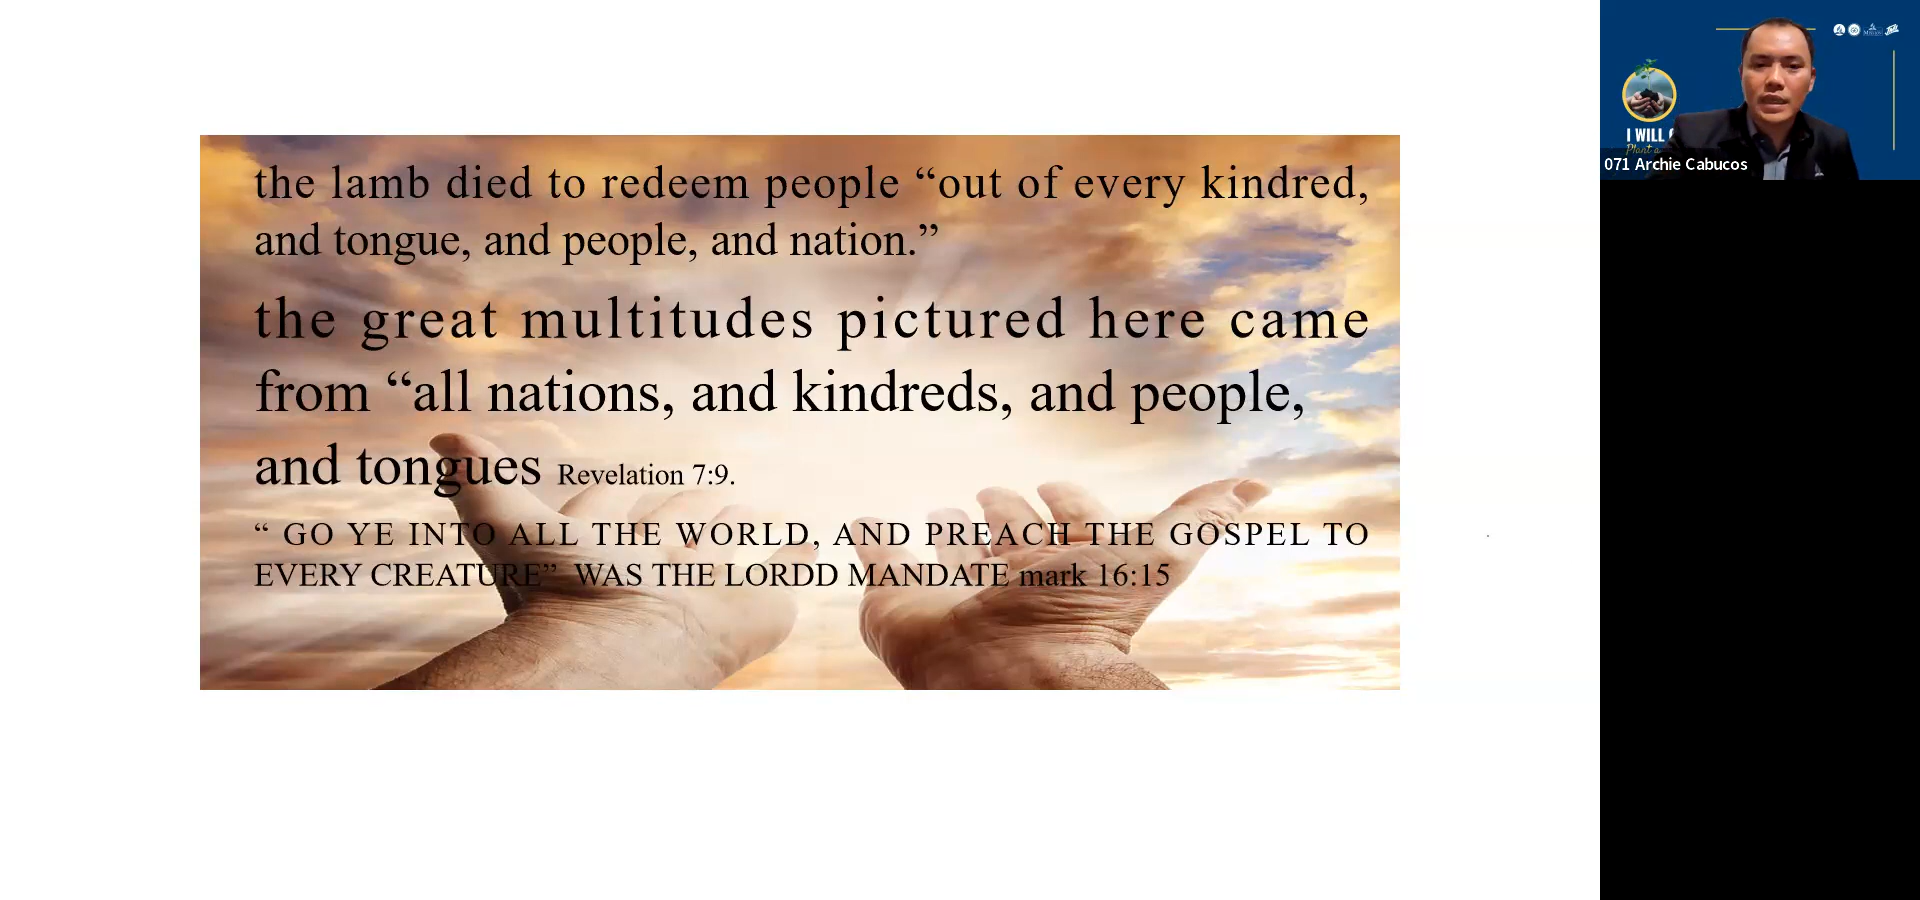 the lamb died to redeem people “out of every kindred,
and tongue, and people, and nation.”
the great multitudes pictured here came
from “all nations, and kindreds, and people,
and tongues Revelation 7:9.
“ GO YE INTO ALL THE WORLD, AND PREACH THE GOSPEL TO
EVERY CREATURE” WAS THE LORDD MANDATE mark 16:15
I WILL
Plant a
071 Archie Cabucos